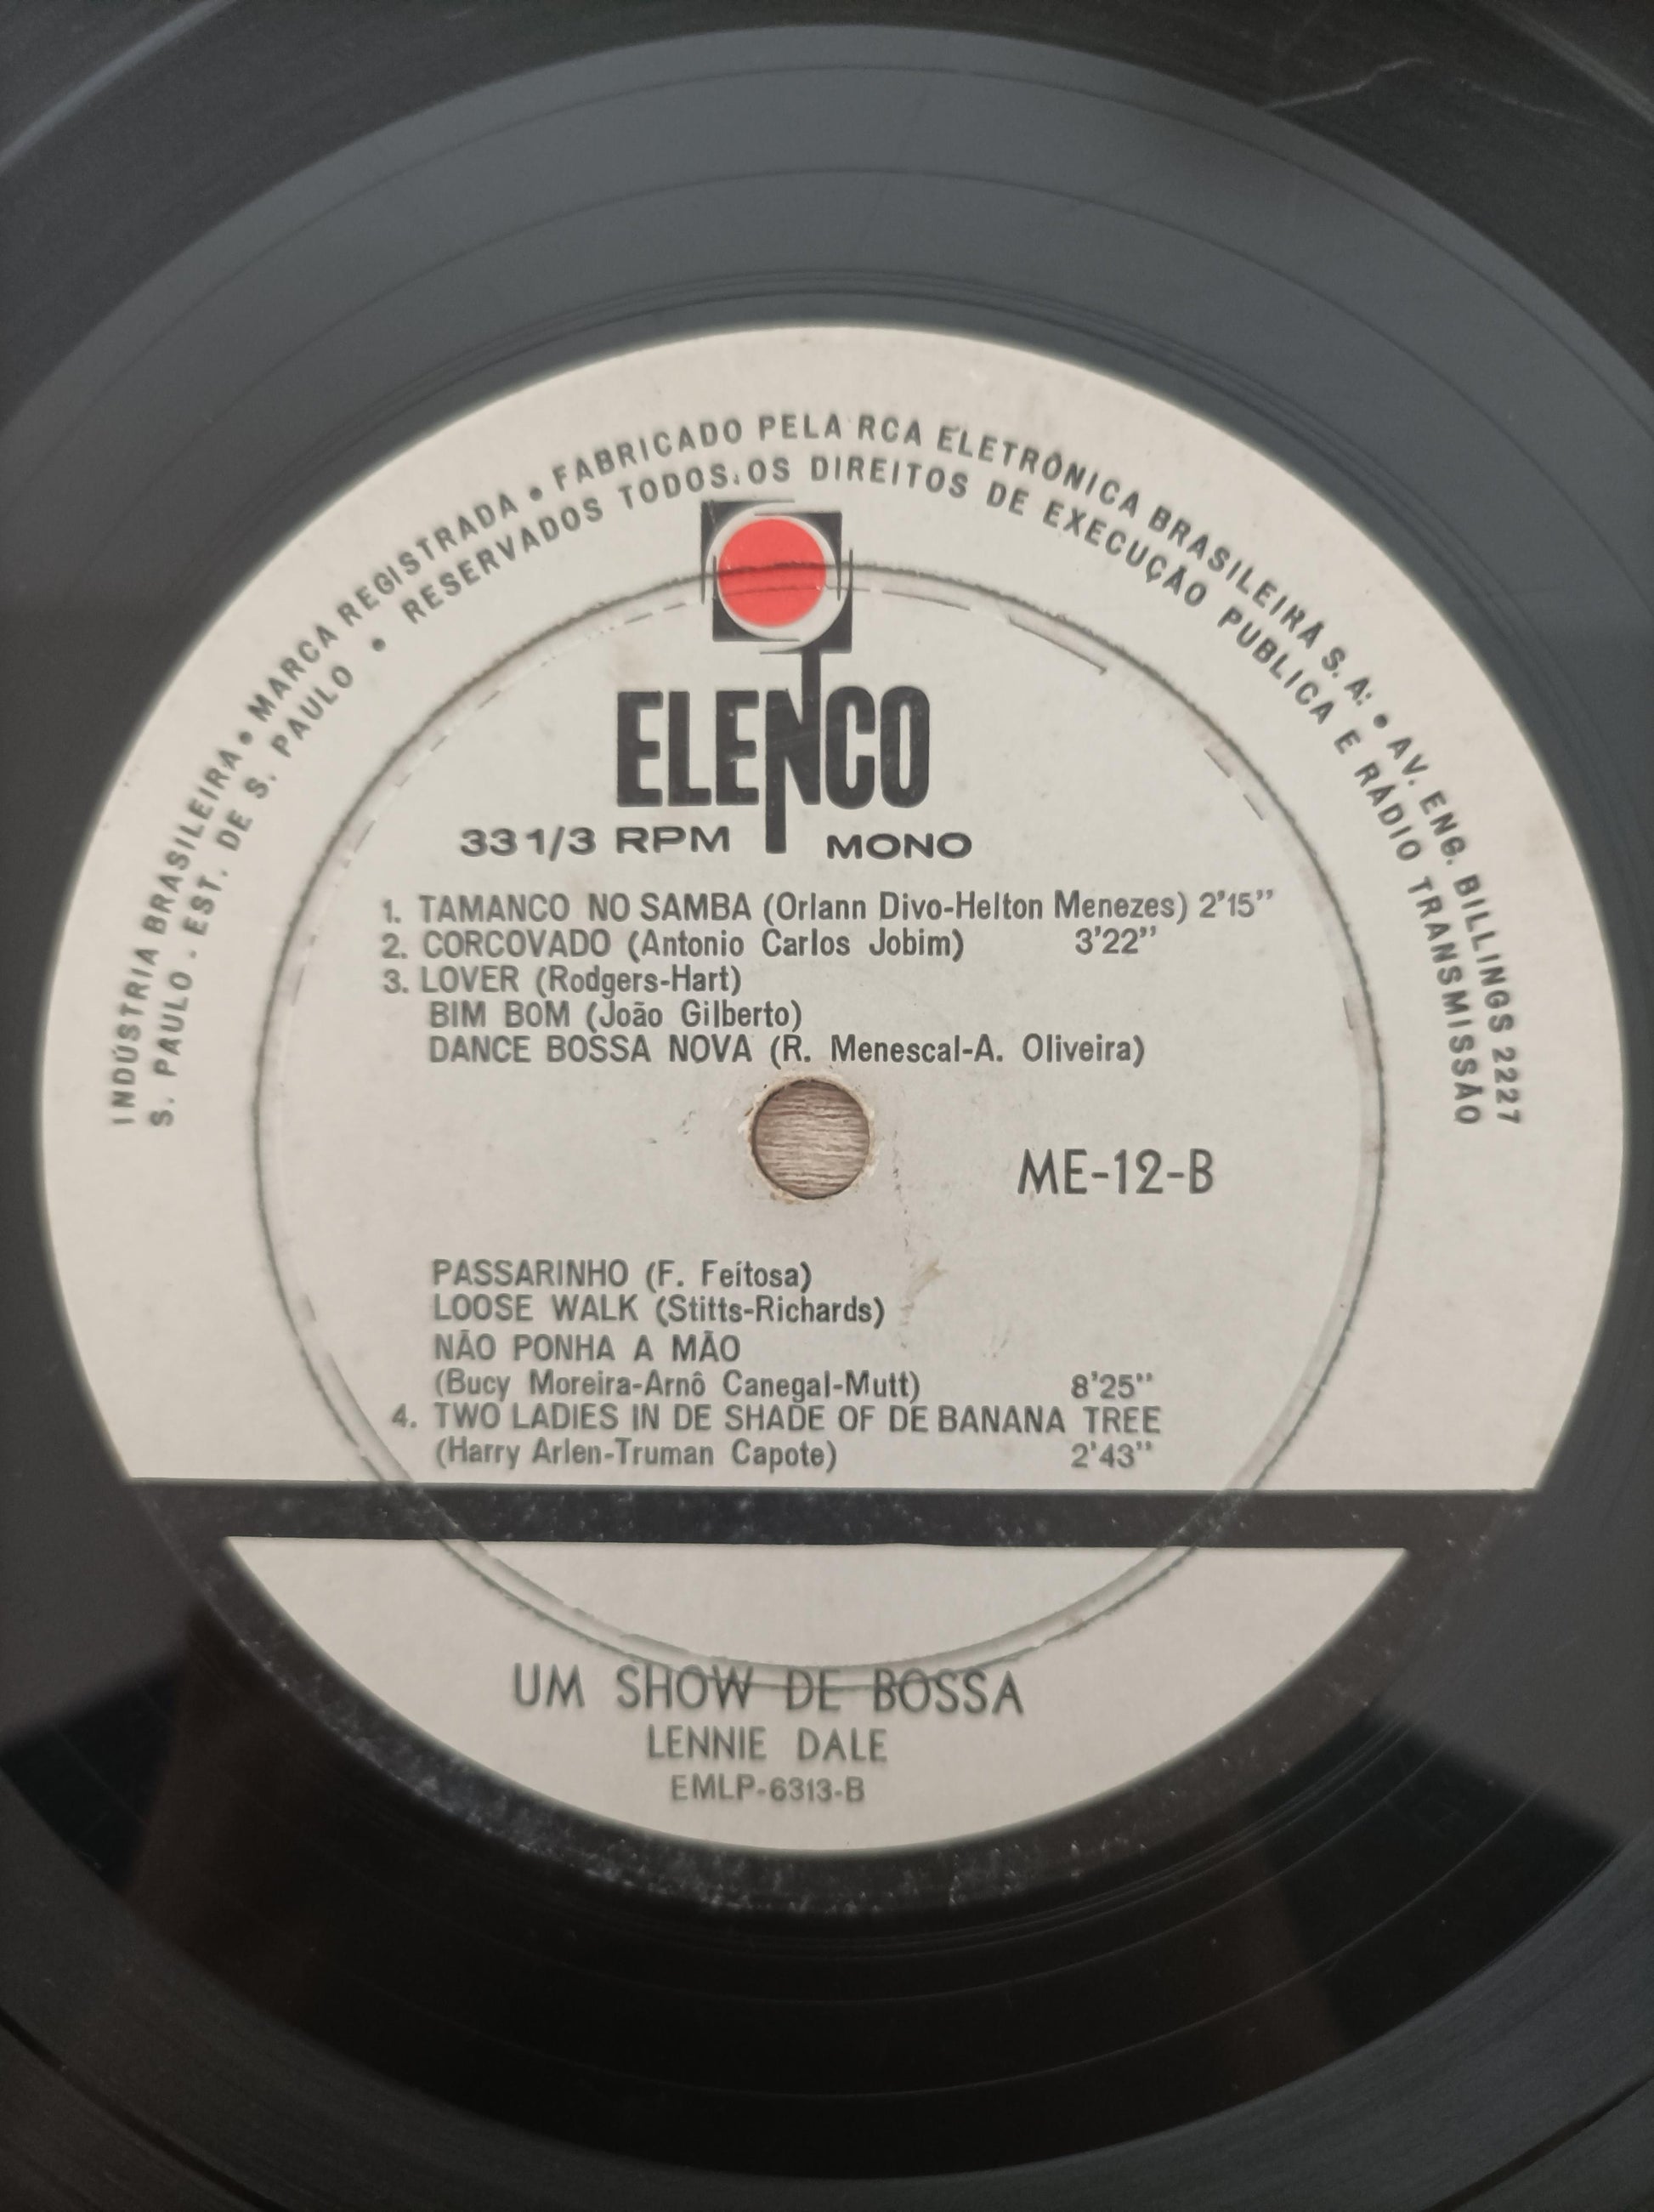 INDÚSTRIA BRASILEIRA • MARCA REGISTRADA • FABRICADO PELA RCA ELETRÔNICA BRASILEIRA S. A. • AV. ENG. BILLINGS 2227
S. PAULO - EST. DE S. PAULO • RESERVADOS TODOS OS DIREITOS DE EXECUÇÃO PUBLICA E RÁDIO TRANSMISSÃO
ELENCO
33 1/3 RPM MONO
1. TAMANCO NO SAMBA (Orlann Divo-Helton Menezes) 2'15"
2. CORCOVADO (Antonio Carlos Jobim) 3'22"
3. LOVER (Rodgers-Hart)
BIM BOM (João Gilberto)
DANCE BOSSA NOVA (R. Menescal-A. Oliveira)
ME-12-B
PASSARINHO (F. Feitosa)
LOOSE WALK (Stitts-Richards)
NÃO PONHA A MÃO
(Bucy Moreira-Arnô Canegal-Mutt) 8'25"
4. TWO LADIES IN DE SHADE OF DE BANANA TREE
(Harry Arlen-Truman Capote) 2'43"
UM SHOW DE BOSSA
LENNIE DALE
EMLP-6313-B